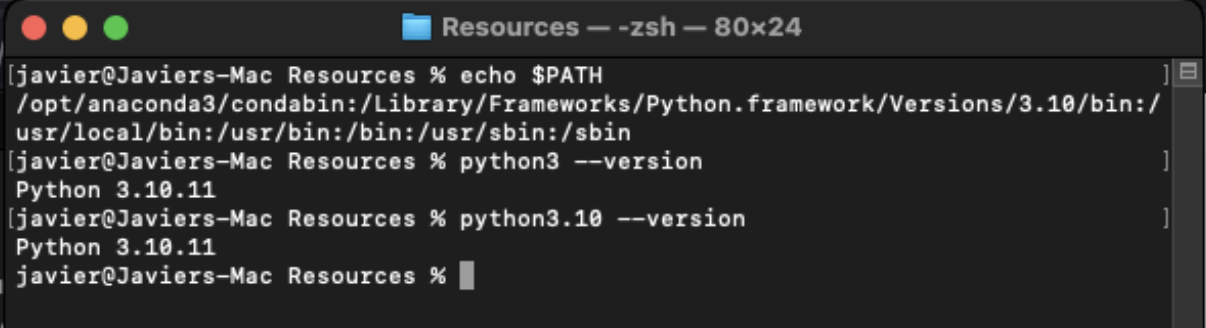 Resources — -zsh — 80×24
[javier@Javiers-Mac Resources % echo $PATH ]
/opt/anaconda3/condabin:/Library/Frameworks/Python.framework/Versions/3.10/bin:/
usr/local/bin:/usr/bin:/bin:/usr/sbin:/sbin
[javier@Javiers-Mac Resources % python3 --version ]
Python 3.10.11
[javier@Javiers-Mac Resources % python3.10 --version ]
Python 3.10.11
javier@Javiers-Mac Resources %